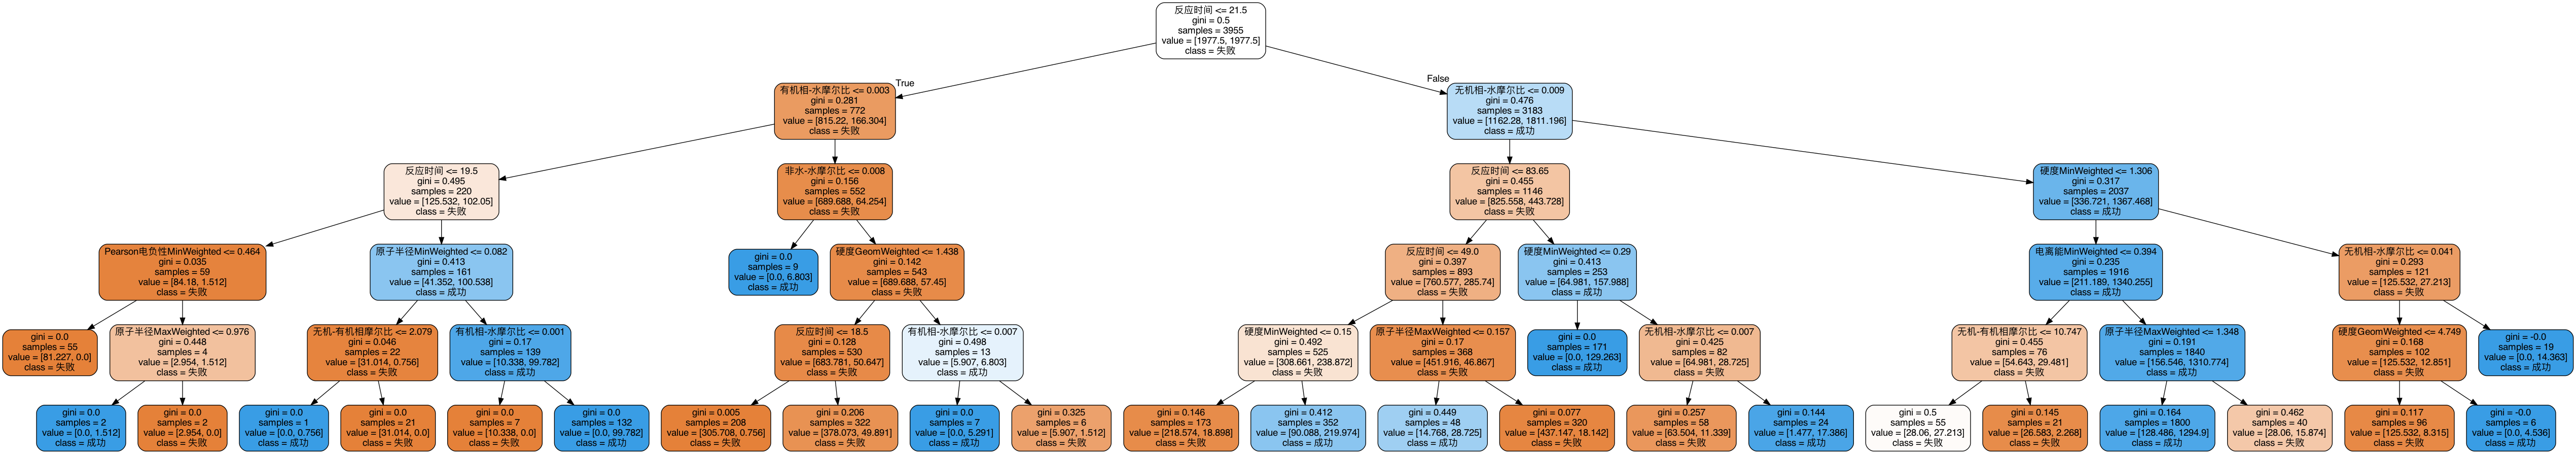 反应时间 <= 21.5
gini = 0.5
samples = 3955
value = [1977.5, 1977.5]
class = 失败
True
False
有机相-水摩尔比 <= 0.003
gini = 0.281
samples = 772
value = [815.22, 166.304]
class = 失败
无机相-水摩尔比 <= 0.009
gini = 0.476
samples = 3183
value = [1162.28, 1811.196]
class = 成功
反应时间 <= 19.5
gini = 0.495
samples = 220
value = [125.532, 102.05]
class = 失败
非水-水摩尔比 <= 0.008
gini = 0.156
samples = 552
value = [689.688, 64.254]
class = 失败
反应时间 <= 83.65
gini = 0.455
samples = 1146
value = [825.558, 443.728]
class = 失败
硬度MinWeighted <= 1.306
gini = 0.317
samples = 2037
value = [336.721, 1367.468]
class = 成功
Pearson电负性MinWeighted <= 0.464
gini = 0.035
samples = 59
value = [84.18, 1.512]
class = 失败
原子半径MinWeighted <= 0.082
gini = 0.413
samples = 161
value = [41.352, 100.538]
class = 成功
gini = 0.0
samples = 9
value = [0.0, 6.803]
class = 成功
硬度GeomWeighted <= 1.438
gini = 0.142
samples = 543
value = [689.688, 57.45]
class = 失败
反应时间 <= 49.0
gini = 0.397
samples = 893
value = [760.577, 285.74]
class = 失败
硬度MinWeighted <= 0.29
gini = 0.413
samples = 253
value = [64.981, 157.988]
class = 成功
电离能MinWeighted <= 0.394
gini = 0.235
samples = 1916
value = [211.189, 1340.255]
class = 成功
无机相-水摩尔比 <= 0.041
gini = 0.293
samples = 121
value = [125.532, 27.213]
class = 失败
gini = 0.0
samples = 55
value = [81.227, 0.0]
class = 失败
原子半径MaxWeighted <= 0.976
gini = 0.448
samples = 4
value = [2.954, 1.512]
class = 失败
无机-有机相摩尔比 <= 2.079
gini = 0.046
samples = 22
value = [31.014, 0.756]
class = 失败
有机相-水摩尔比 <= 0.001
gini = 0.17
samples = 139
value = [10.338, 99.782]
class = 成功
反应时间 <= 18.5
gini = 0.128
samples = 530
value = [683.781, 50.647]
class = 失败
有机相-水摩尔比 <= 0.007
gini = 0.498
samples = 13
value = [5.907, 6.803]
class = 成功
硬度MinWeighted <= 0.15
gini = 0.492
samples = 525
value = [308.661, 238.872]
class = 失败
原子半径MaxWeighted <= 0.157
gini = 0.17
samples = 368
value = [451.916, 46.867]
class = 失败
gini = 0.0
samples = 171
value = [0.0, 129.263]
class = 成功
无机相-水摩尔比 <= 0.007
gini = 0.425
samples = 82
value = [64.981, 28.725]
class = 失败
无机-有机相摩尔比 <= 10.747
gini = 0.455
samples = 76
value = [54.643, 29.481]
class = 失败
原子半径MaxWeighted <= 1.348
gini = 0.191
samples = 1840
value = [156.546, 1310.774]
class = 成功
硬度GeomWeighted <= 4.749
gini = 0.168
samples = 102
value = [125.532, 12.851]
class = 失败
gini = -0.0
samples = 19
value = [0.0, 14.363]
class = 成功
gini = 0.0
samples = 2
value = [0.0, 1.512]
class = 成功
gini = 0.0
samples = 2
value = [2.954, 0.0]
class = 失败
gini = 0.0
samples = 1
value = [0.0, 0.756]
class = 成功
gini = 0.0
samples = 21
value = [31.014, 0.0]
class = 失败
gini = 0.0
samples = 7
value = [10.338, 0.0]
class = 失败
gini = 0.0
samples = 132
value = [0.0, 99.782]
class = 成功
gini = 0.005
samples = 208
value = [305.708, 0.756]
class = 失败
gini = 0.206
samples = 322
value = [378.073, 49.891]
class = 失败
gini = 0.0
samples = 7
value = [0.0, 5.291]
class = 成功
gini = 0.325
samples = 6
value = [5.907, 1.512]
class = 失败
gini = 0.146
samples = 173
value = [218.574, 18.898]
class = 失败
gini = 0.412
samples = 352
value = [90.088, 219.974]
class = 成功
gini = 0.449
samples = 48
value = [14.768, 28.725]
class = 成功
gini = 0.077
samples = 320
value = [437.147, 18.142]
class = 失败
gini = 0.257
samples = 58
value = [63.504, 11.339]
class = 失败
gini = 0.144
samples = 24
value = [1.477, 17.386]
class = 成功
gini = 0.5
samples = 55
value = [28.06, 27.213]
class = 失败
gini = 0.145
samples = 21
value = [26.583, 2.268]
class = 失败
gini = 0.164
samples = 1800
value = [128.486, 1294.9]
class = 成功
gini = 0.462
samples = 40
value = [28.06, 15.874]
class = 失败
gini = 0.117
samples = 96
value = [125.532, 8.315]
class = 失败
gini = -0.0
samples = 6
value = [0.0, 4.536]
class = 成功